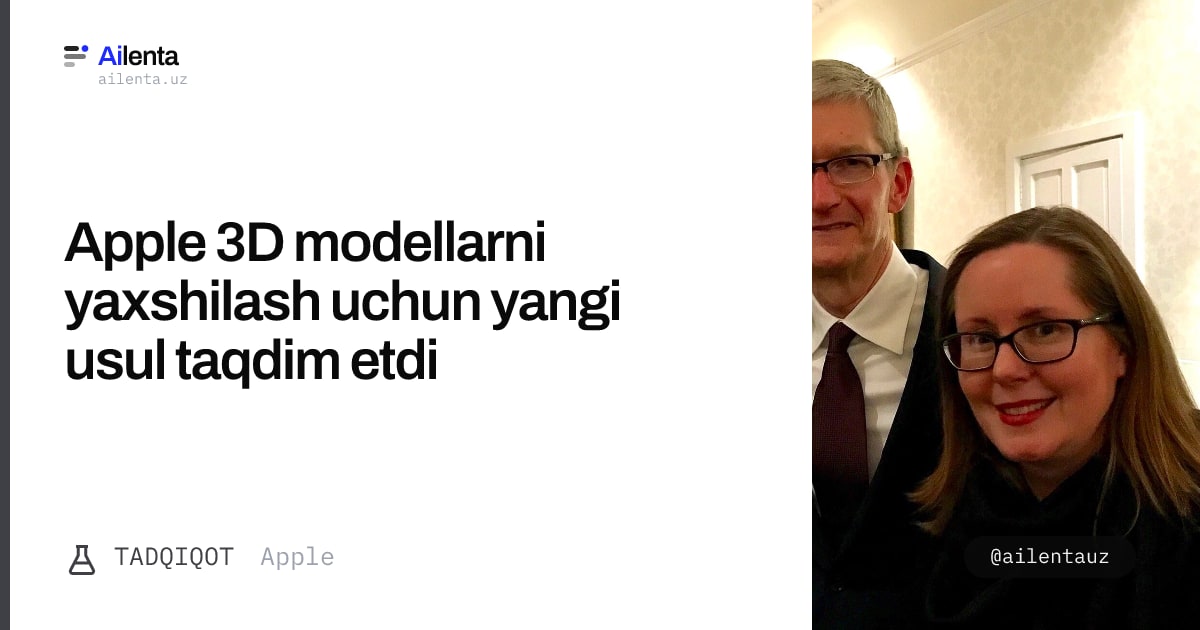 Ailenta
ailenta.uz
Apple 3D modellarni
yaxshilash uchun yangi
usul taqdim etdi
TADQIQOT Apple
@ailentauz